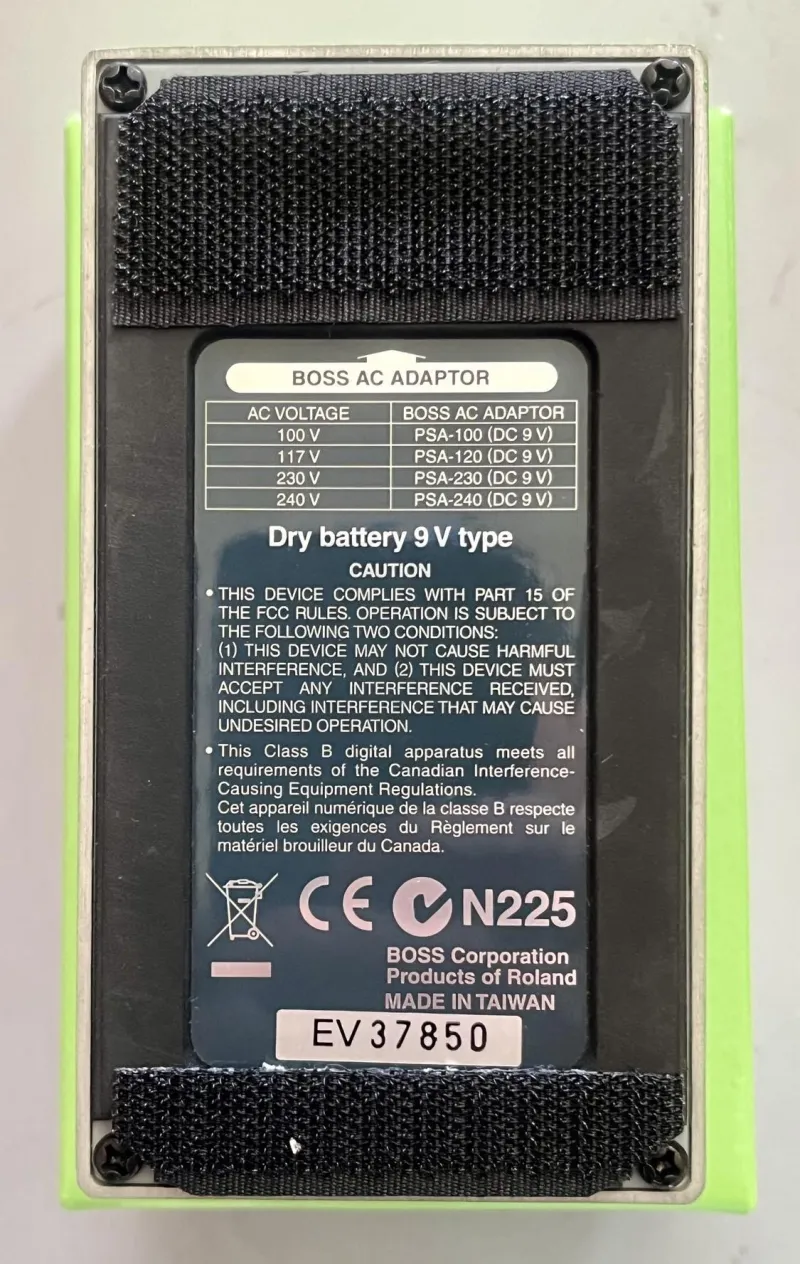 BOSS AC ADAPTOR
AC VOLTAGE BOSS AC ADAPTOR
100 V PSA-100 (DC 9 V)
117 V PSA-120 (DC 9 V)
230 V PSA-230 (DC 9 V)
240 V PSA-240 (DC 9 V)
Dry battery 9 V type
CAUTION
• THIS DEVICE COMPLIES WITH PART 15 OF
THE FCC RULES. OPERATION IS SUBJECT TO
THE FOLLOWING TWO CONDITIONS:
(1) THIS DEVICE MAY NOT CAUSE HARMFUL
INTERFERENCE, AND (2) THIS DEVICE MUST
ACCEPT ANY INTERFERENCE RECEIVED,
INCLUDING INTERFERENCE THAT MAY CAUSE
UNDESIRED OPERATION.
• This Class B digital apparatus meets all
requirements of the Canadian Interference-
Causing Equipment Regulations.
Cet appareil numérique de la classe B respecte
toutes les exigences du Règlement sur le
matériel brouilleur du Canada.
CE N225
BOSS Corporation
Products of Roland
MADE IN TAIWAN
EV37850